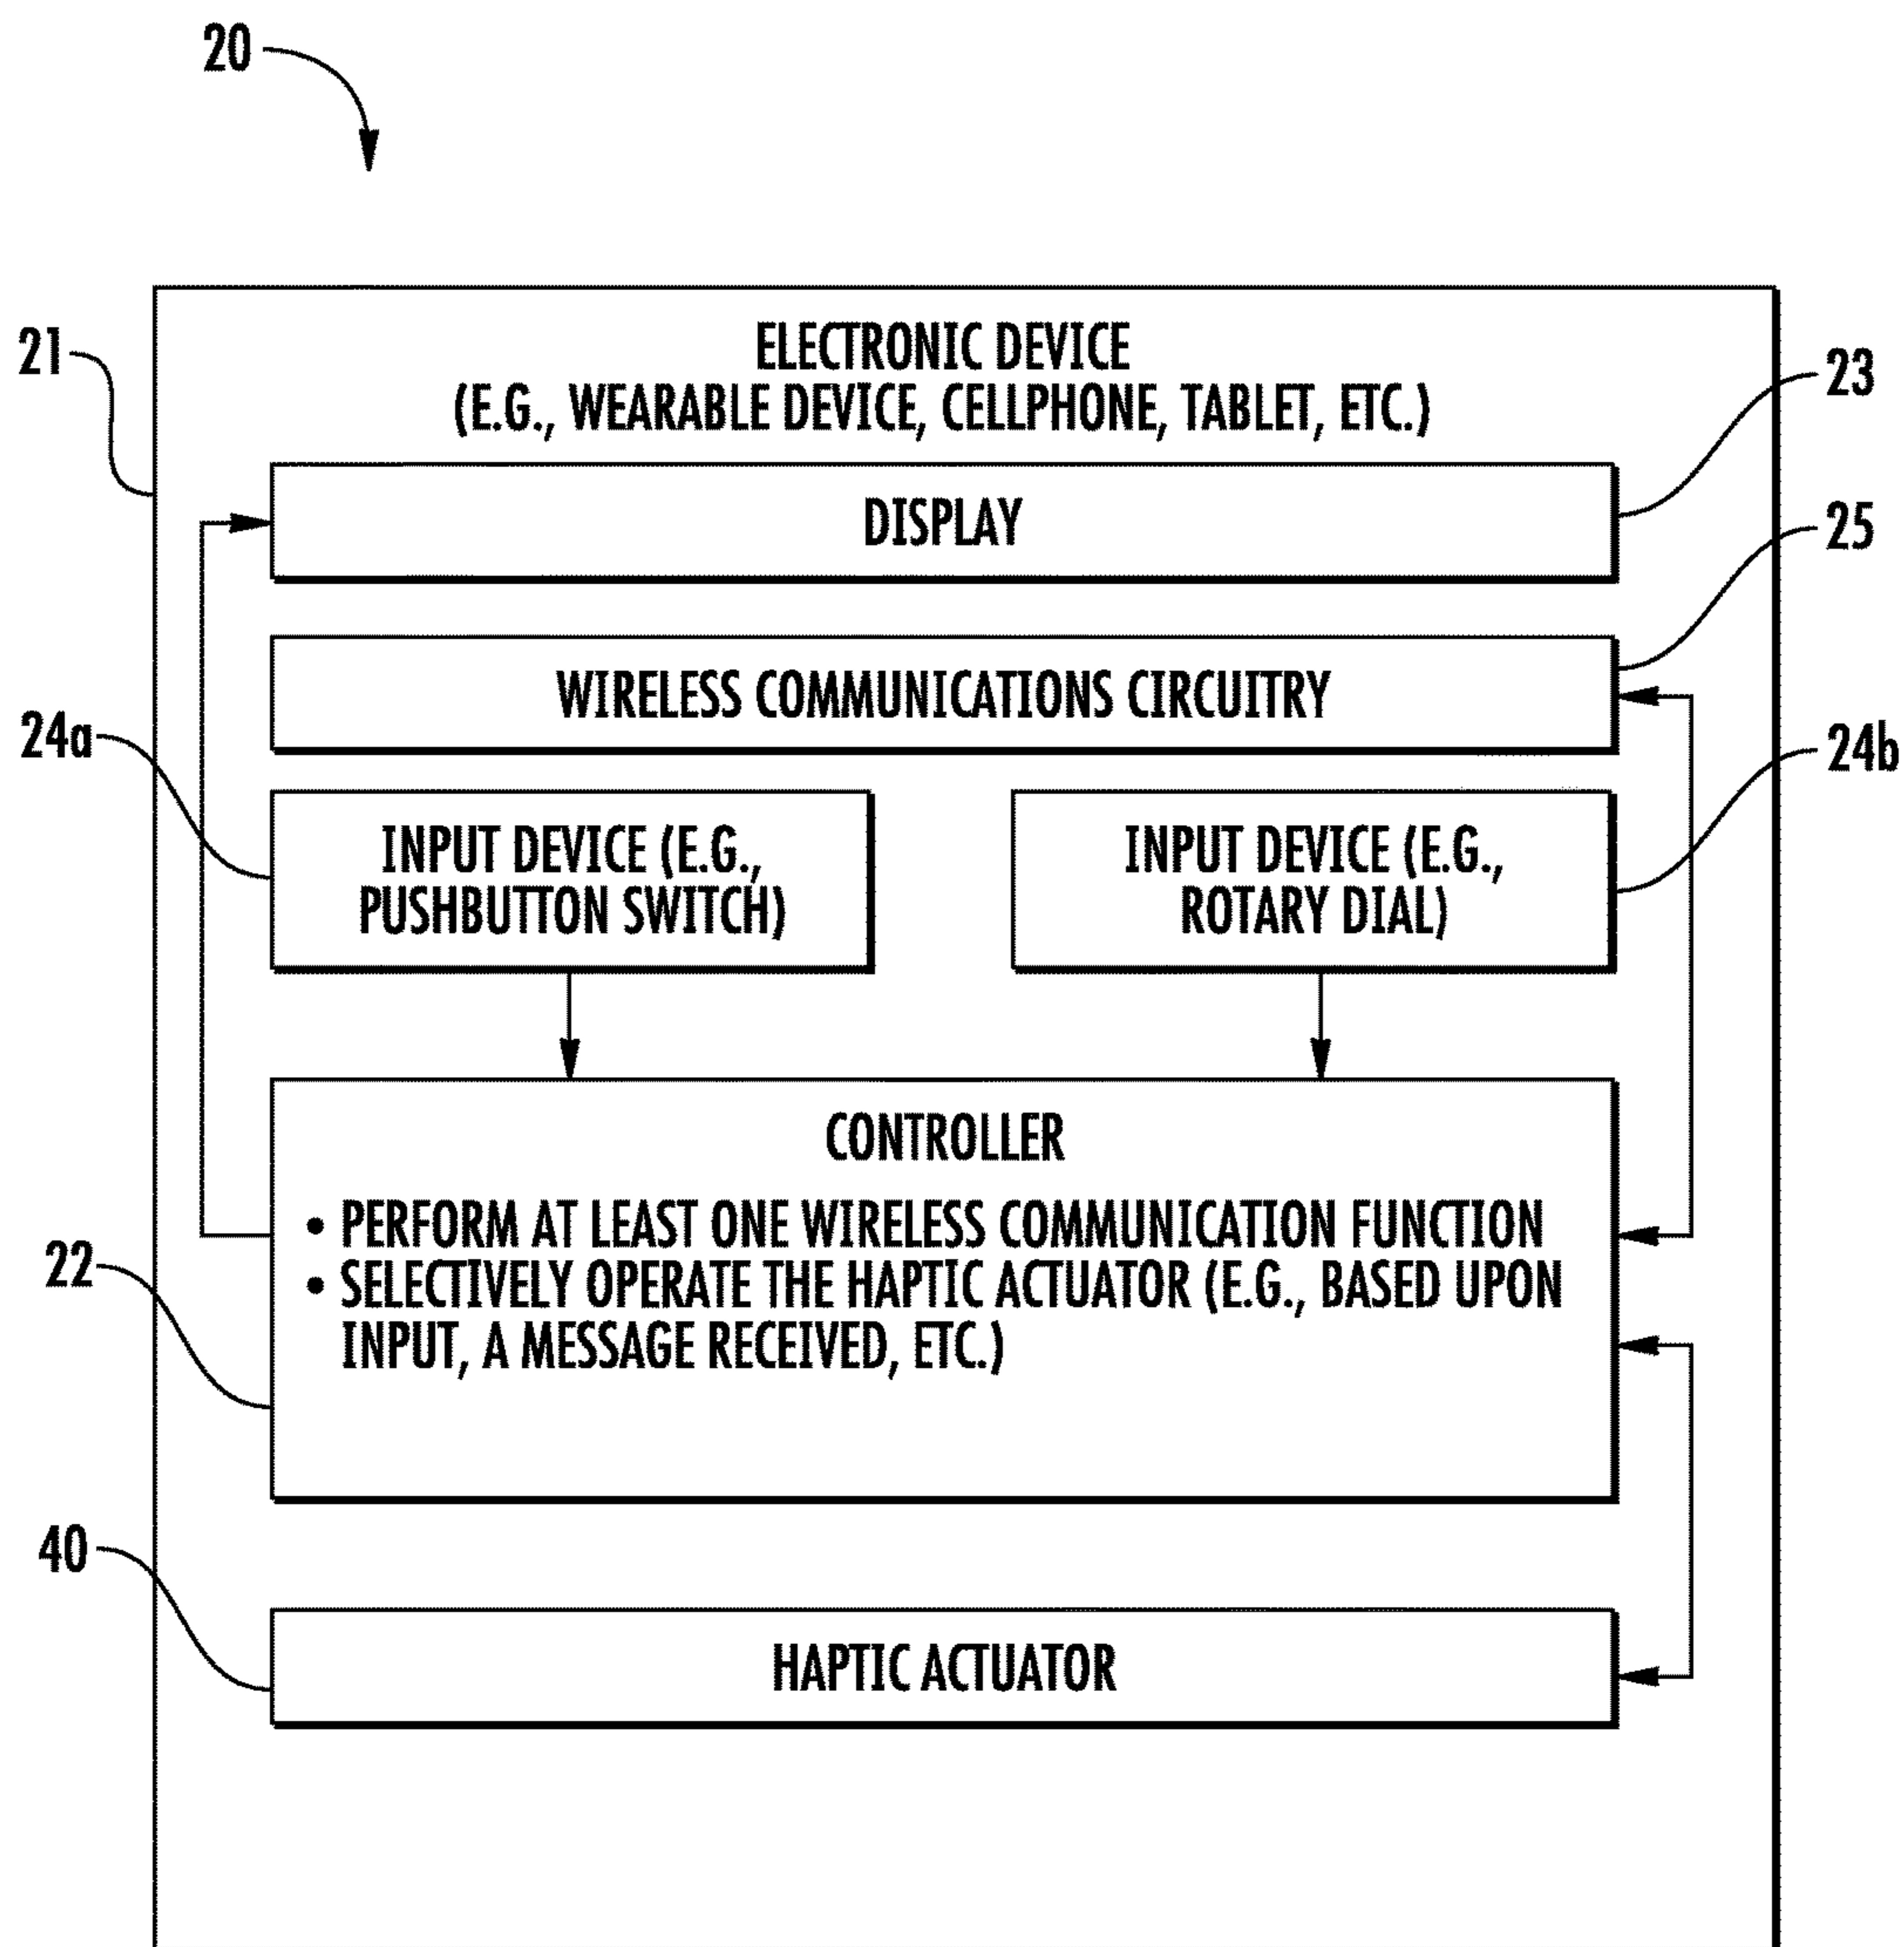 20
21
ELECTRONIC DEVICE
(E.G., WEARABLE DEVICE, CELLPHONE, TABLET, ETC.)
23
DISPLAY
25
WIRELESS COMMUNICATIONS CIRCUITRY
24a
24b
INPUT DEVICE (E.G.,
PUSHBUTTON SWITCH)
INPUT DEVICE (E.G.,
ROTARY DIAL)
CONTROLLER
• PERFORM AT LEAST ONE WIRELESS COMMUNICATION FUNCTION
22
• SELECTIVELY OPERATE THE HAPTIC ACTUATOR (E.G., BASED UPON
INPUT, A MESSAGE RECEIVED, ETC.)
40
HAPTIC ACTUATOR